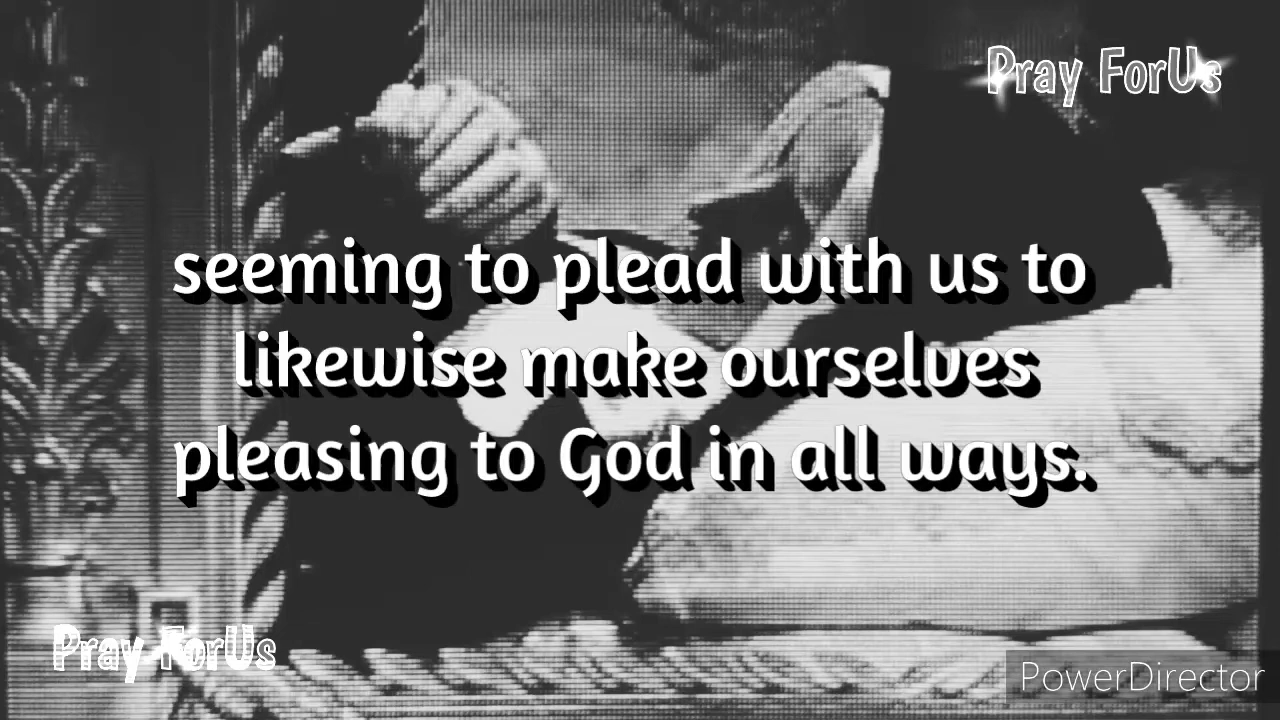 Pray ForUs
seeming to plead with us to
likewise make ourselves
pleasing to God in all ways.
Pray ForUs
PowerDirector